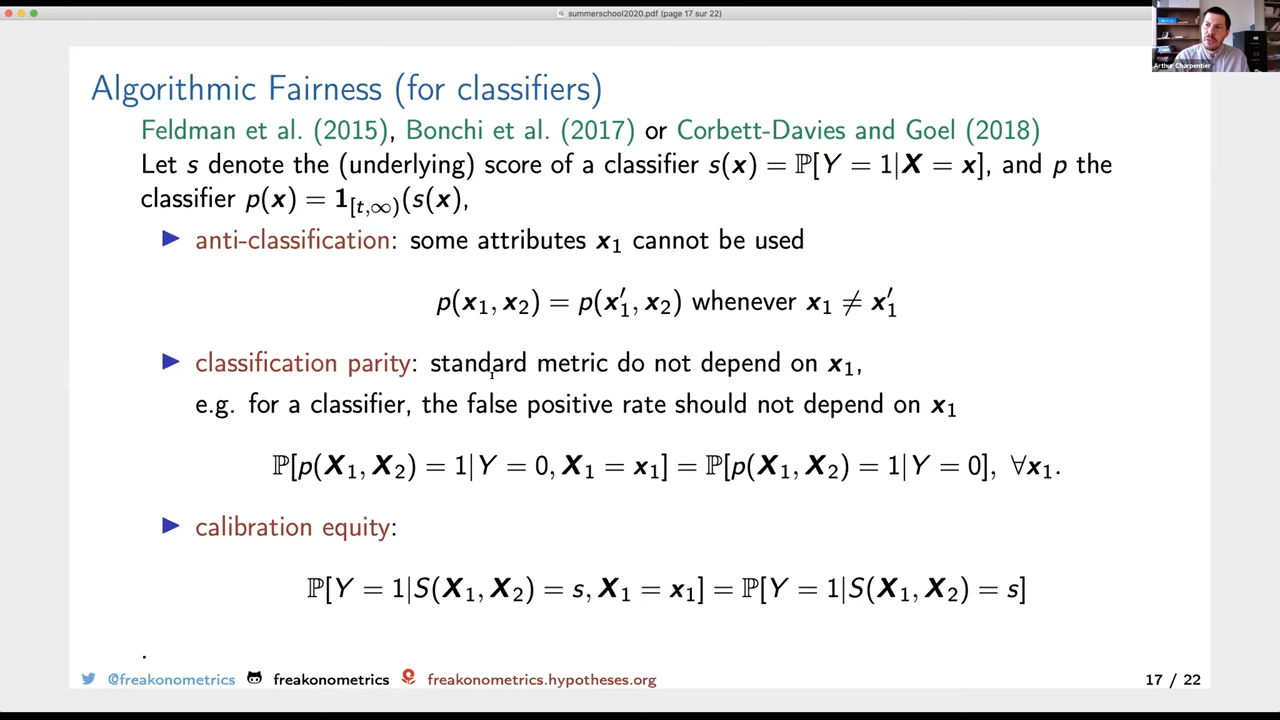 summerschool2020.pdf (page 17 sur 22)
Arthur Charpentier
Algorithmic Fairness (for classifiers)
Feldman et al. (2015), Bonchi et al. (2017) or Corbett-Davies and Goel (2018)
Let s denote the (underlying) score of a classifier s(x) = ℙ[Y = 1|X = x], and p the
classifier p(x) = 1[t,∞)(s(x),
▶ anti-classification: some attributes x₁ cannot be used
p(x₁, x₂) = p(x₁′, x₂) whenever x₁ ≠ x₁′
▶ classification parity: standard metric do not depend on x₁,
e.g. for a classifier, the false positive rate should not depend on x₁
ℙ[p(X₁, X₂) = 1|Y = 0, X₁ = x₁] = ℙ[p(X₁, X₂) = 1|Y = 0], ∀x₁.
▶ calibration equity:
ℙ[Y = 1|S(X₁, X₂) = s, X₁ = x₁] = ℙ[Y = 1|S(X₁, X₂) = s]
.
@freakonometrics freakonometrics freakonometrics.hypotheses.org 17 / 22